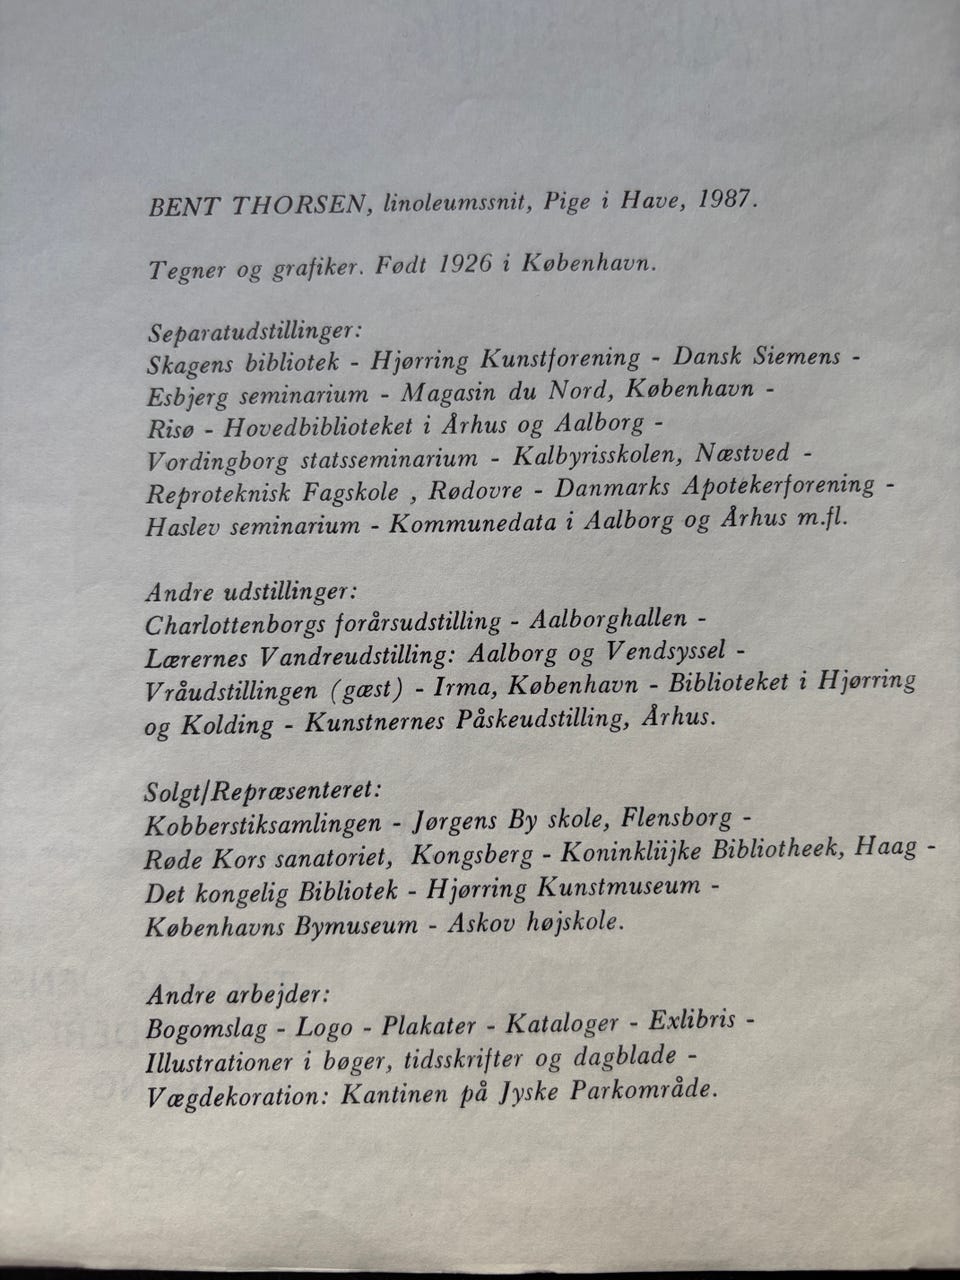 BENT THORSEN, linoleumssnit, Pige i Have, 1987.
Tegner og grafiker. Født 1926 i København.
Separatudstillinger:
Skagens bibliotek - Hjørring Kunstforening - Dansk Siemens -
Esbjerg seminarium - Magasin du Nord, København -
Risø - Hovedbiblioteket i Århus og Aalborg -
Vordingborg statsseminarium - Kalbyrisskolen, Næstved -
Reproteknisk Fagskole , Rødovre - Danmarks Apotekerforening -
Haslev seminarium - Kommunedata i Aalborg og Århus m.fl.
Andre udstillinger:
Charlottenborgs forårsudstilling - Aalborghallen -
Lærernes Vandreudstilling: Aalborg og Vendsyssel -
Vråudstillingen (gæst) - Irma, København - Biblioteket i Hjørring
og Kolding - Kunstnernes Påskeudstilling, Århus.
Solgt/Repræsenteret:
Kobberstiksamlingen - Jørgens By skole, Flensborg -
Røde Kors sanatoriet, Kongsberg - Koninkliijke Bibliotheek, Haag -
Det kongelig Bibliotek - Hjørring Kunstmuseum -
Københavns Bymuseum - Askov højskole.
Andre arbejder:
Bogomslag - Logo - Plakater - Kataloger - Exlibris -
Illustrationer i bøger, tidsskrifter og dagblade -
Vægdekoration: Kantinen på Jyske Parkområde.